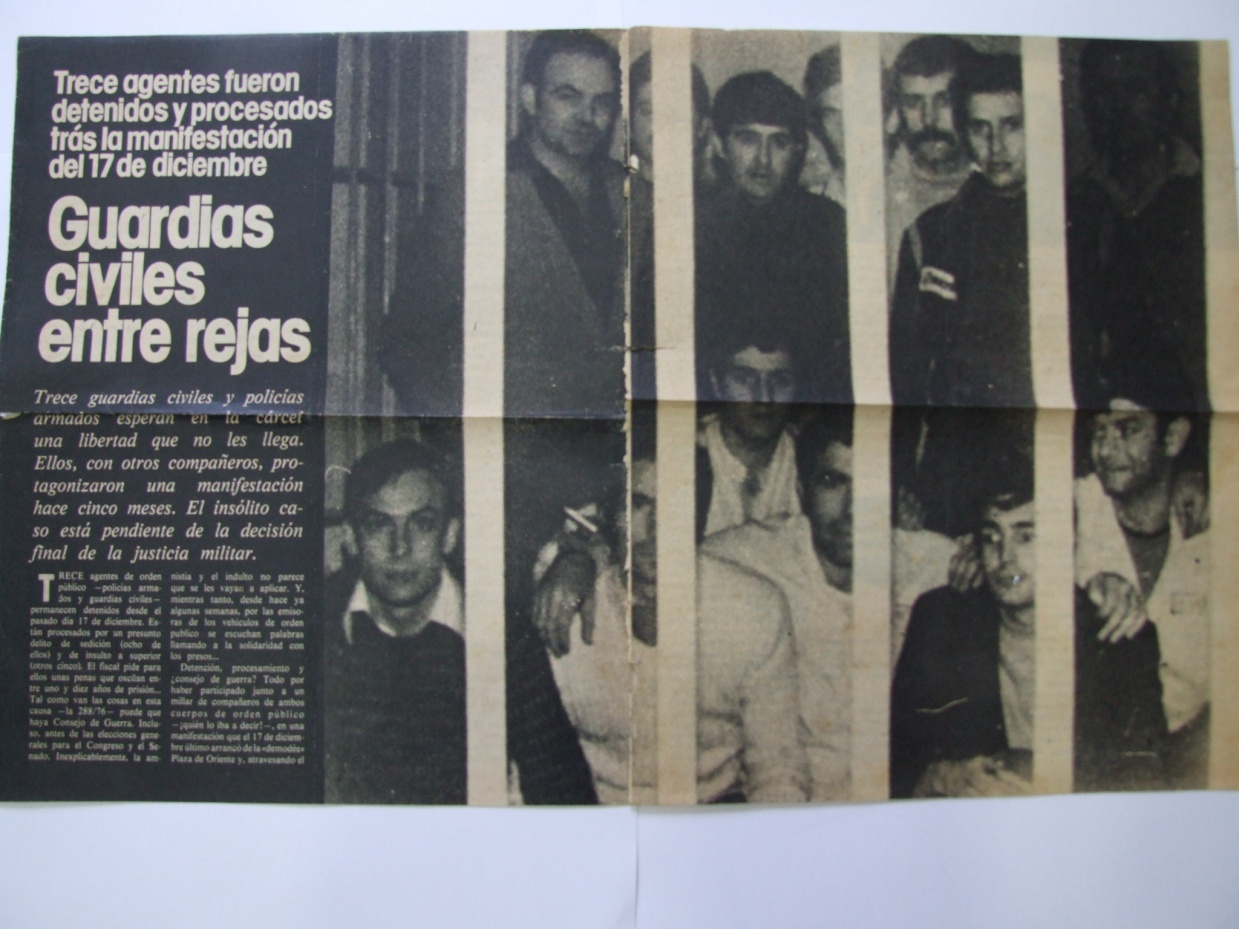 Trece agentes fueron
detenidos y procesados
trás la manifestación
del 17 de diciembre
Guardias
civiles
entre rejas
Trece guardias civiles y policías
armados esperan en la cárcel
una libertad que no les llega.
Ellos, con otros compañeros, pro-
tagonizaron una manifestación
hace cinco meses. El insólito ca-
so está pendiente de la decisión
final de la justicia militar.
TRECE agentes de orden
público —policías arma-
dos y guardias civiles—
permanecen detenidos desde el
pasado día 17 de diciembre. Es-
tán procesados por un presunto
delito de sedición (ocho de
ellos) y de insulto a superior
(otros cinco). El fiscal pide para
ellos unas penas que oscilan en-
tre uno y diez años de prisión...
Tal como van las cosas en esta
causa —la 288/76— puede que
haya Consejo de Guerra. Inclu-
so, antes de las elecciones gene-
rales para el Congreso y el Se-
nado. Inexplicablemente, la am-
nistia y el indulto no parece
que se les vayan a aplicar. Y,
mientras tanto, desde hace ya
algunas semanas, por las emiso-
ras de los vehículos de orden
publico se escuchan palabras
llamando a la solidaridad con
los presos...
Detención, procesamiento y
¿consejo de guerra? Todo por
haber participado junto a un
millar de compañeros de ambos
cuerpos de orden público
—¡quién lo iba a decir!—, en una
manifestación que el 17 de diciem-
bre último arrancó de la «demodés»
Plaza de Oriente y, atravesando el